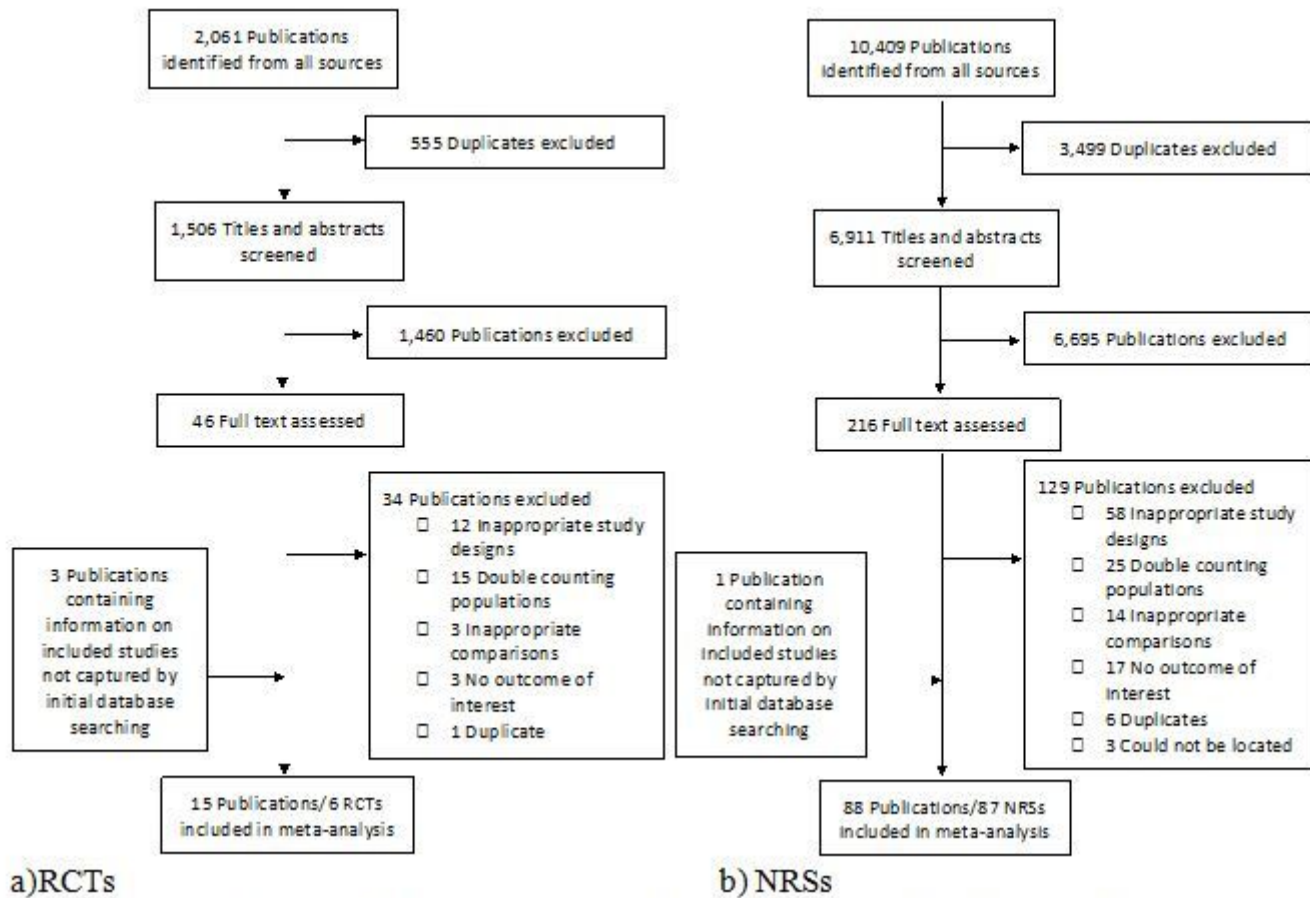 2,061 Publications
identified from all sources
555 Duplicates excluded
1,506 Titles and abstracts
screened
1,460 Publications excluded
46 Full text assessed
34 Publications excluded
12 Inappropriate study
designs
15 Double counting
populations
3 Inappropriate
comparisons
3 No outcome of
interest
1 Duplicate
3 Publications
containing
information on
included studies
not captured by
initial database
searching
15 Publications/6 RCTs
included in meta-analysis
a)RCTs
10,409 Publications
identified from all sources
3,499 Duplicates excluded
6,911 Titles and abstracts
screened
6,695 Publications excluded
216 Full text assessed
129 Publications excluded
58 Inappropriate study
designs
25 Double counting
populations
14 Inappropriate
comparisons
17 No outcome of
interest
6 Duplicates
3 Could not be located
1 Publication
containing
information on
included studies
not captured by
initial database
searching
88 Publications/87 NRSs
included in meta-analysis
b) NRSs